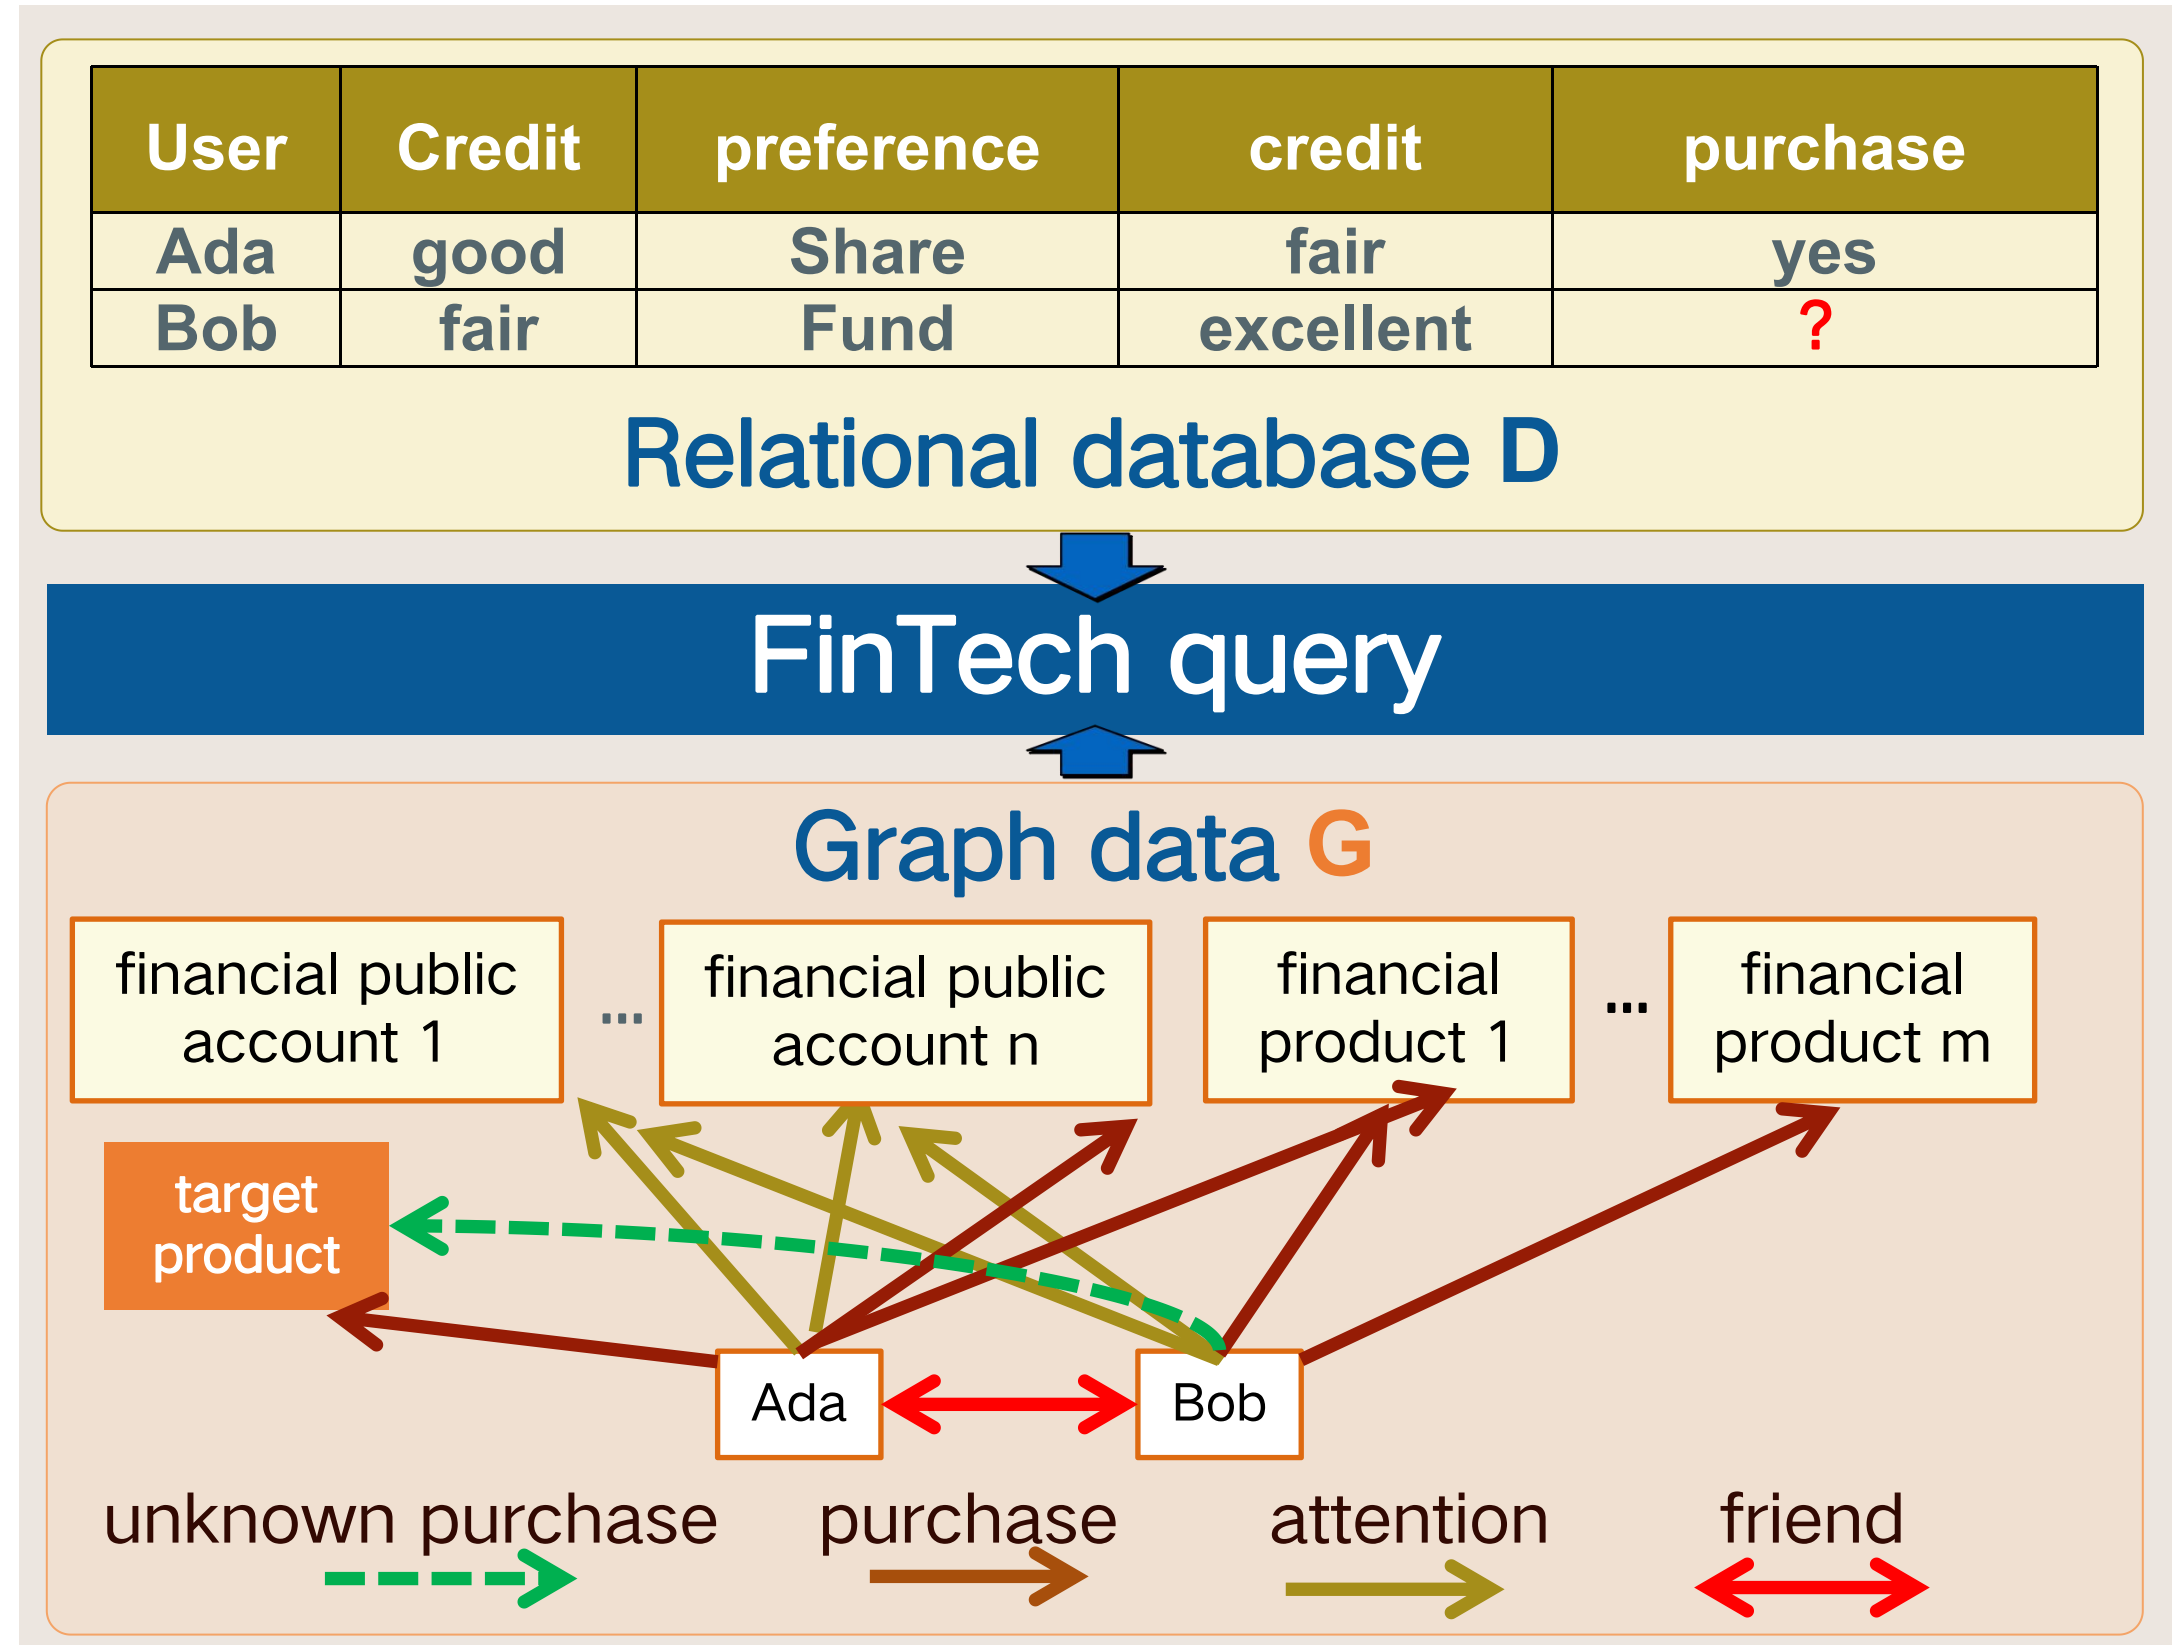 User Credit preference credit purchase
Ada good Share fair yes
Bob fair Fund excellent ?
Relational database D
FinTech query
Graph data G
financial public
account 1
...
financial public
account n
financial
product 1
...
financial
product m
target
product
Ada
Bob
unknown purchase purchase attention friend